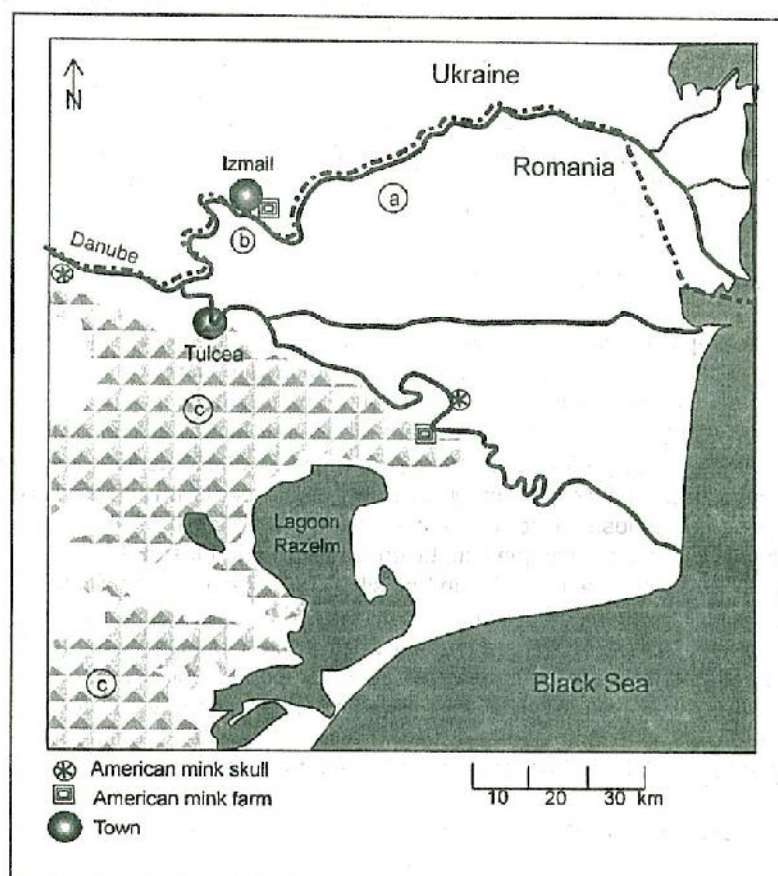 Ukraine
N
Izmail
Romania
a
b
Danube
Tulcea
c
Lagoon
Razelm
c
Black Sea
American mink skull
American mink farm
Town
10 20 30 km